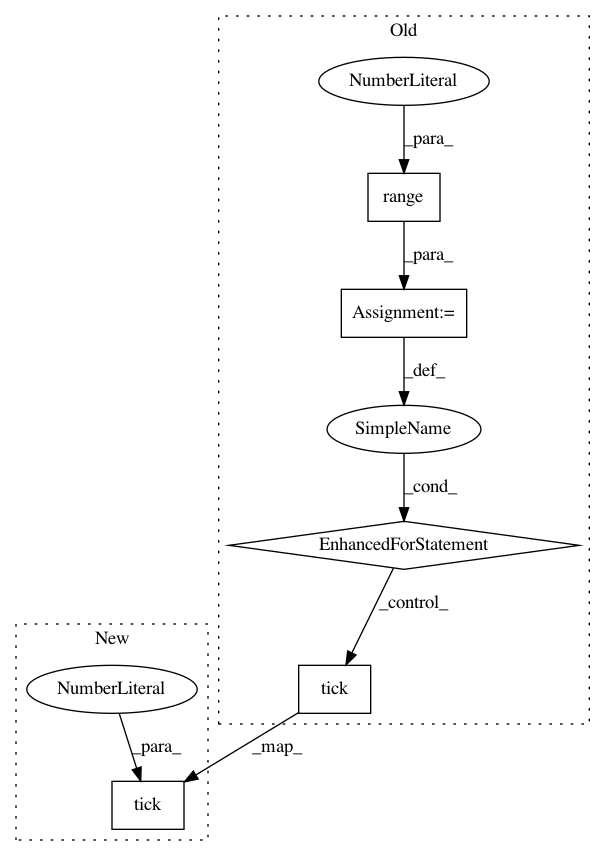 Old
NumberLiteral
_para_
range
_para_
Assignment:=
_def_
SimpleName
_cond_
EnhancedForStatement
_control_
New
NumberLiteral
tick
_para_
_map_
tick